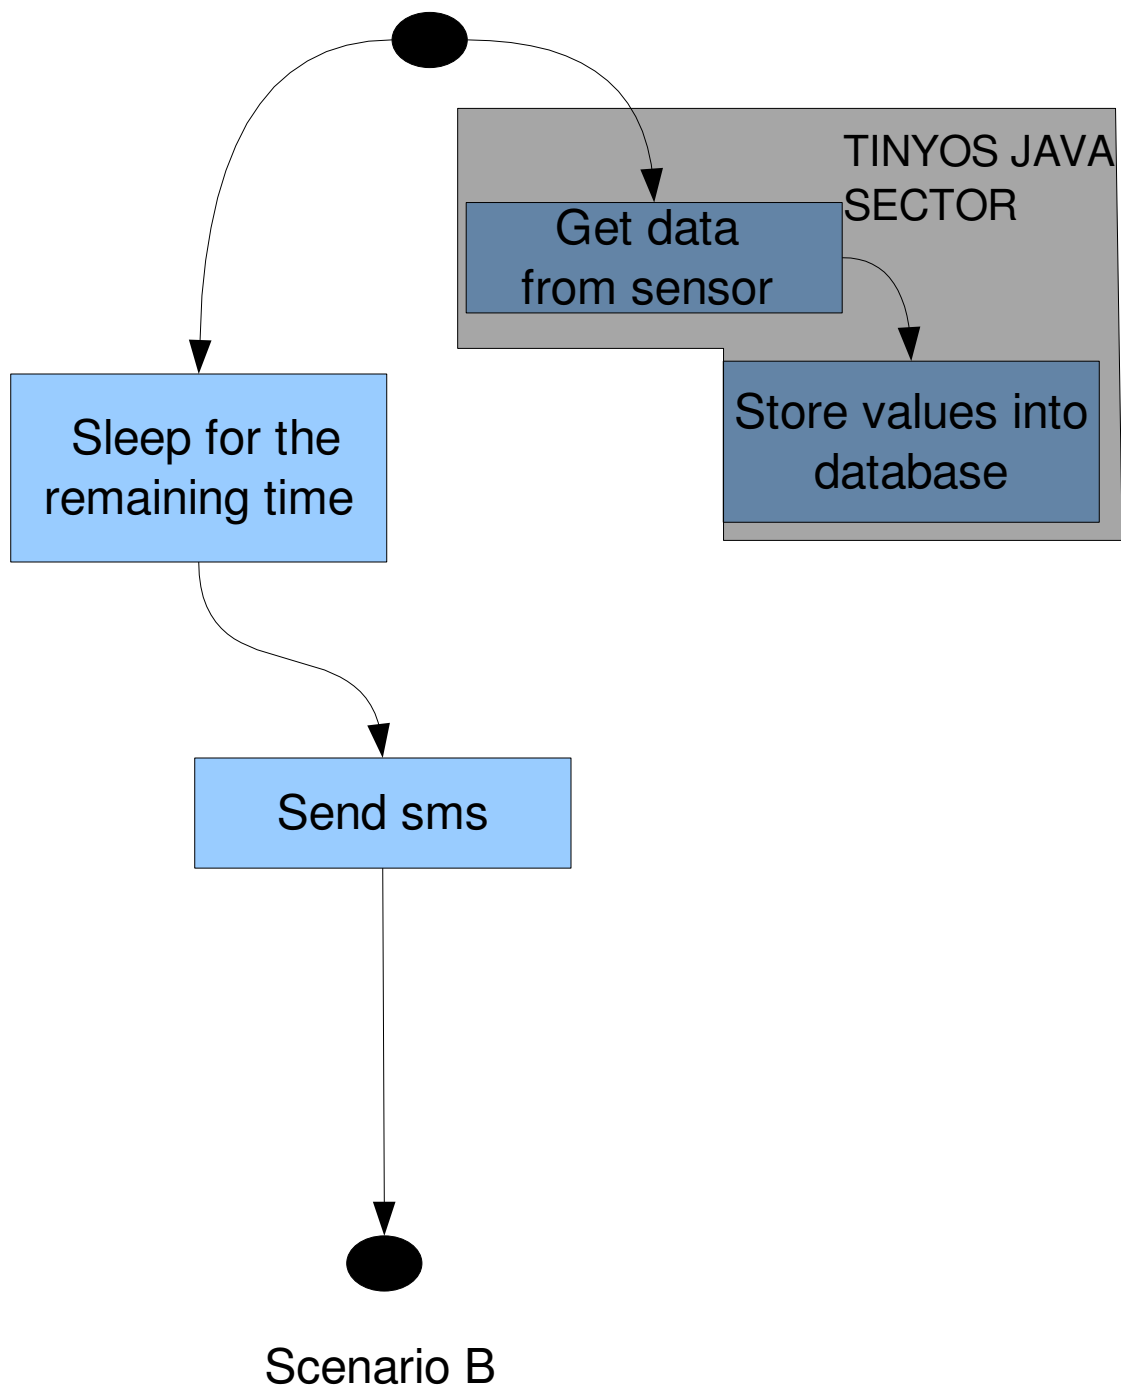 TINYOS JAVA
SECTOR
Get data
from sensor
Store values into
database
Sleep for the
remaining time
Send sms
Scenario B